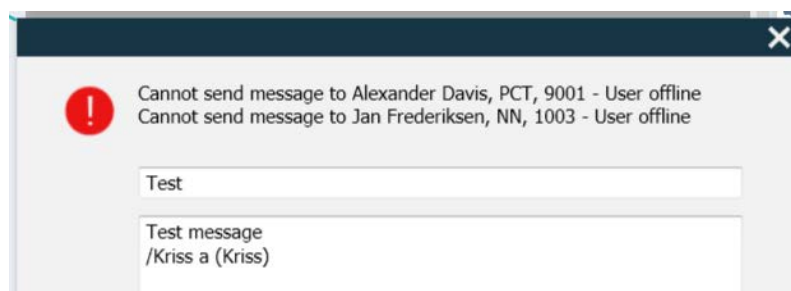 Cannot send message to Alexander Davis, PCT, 9001 - User offline
Cannot send message to Jan Frederiksen, NN, 1003 - User offline
Test
Test message
/Kriss a (Kriss)